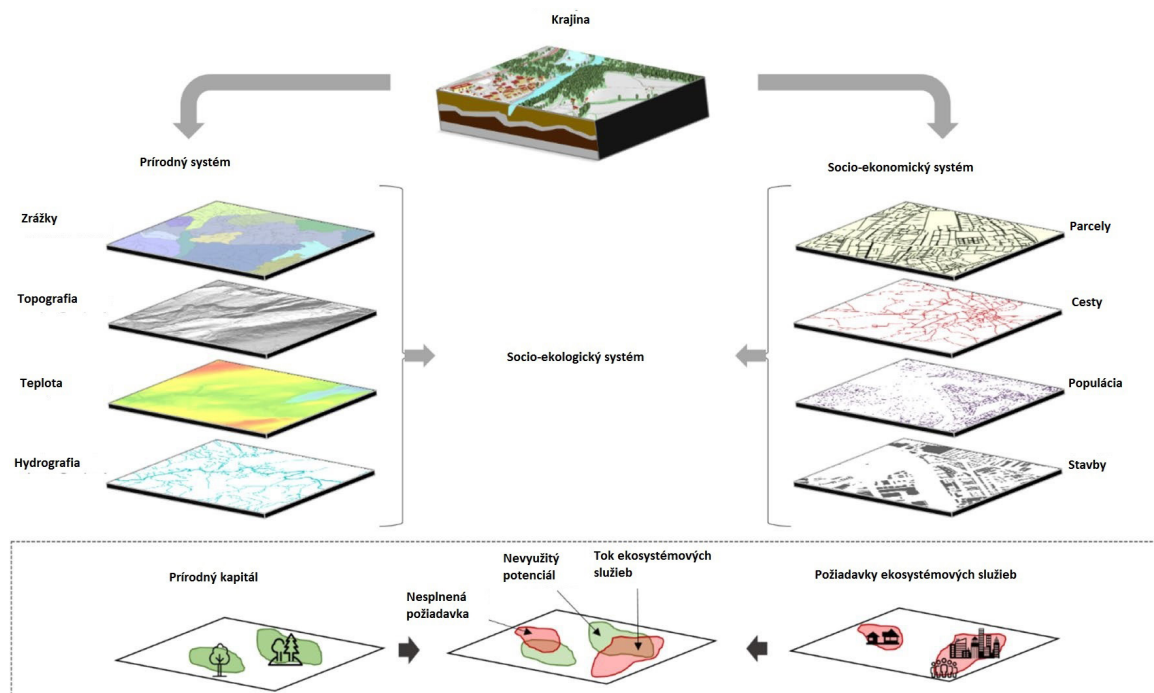 Krajina
Prírodný systém
Socio-ekonomický systém
Zrážky
Topografia
Teplota
Hydrografia
Socio-ekologický systém
Parcely
Cesty
Populácia
Stavby
Prírodný kapitál
Nesplnená
požiadavka
Nevyužitý
potenciál
Tok ekosystémových
služieb
Požiadavky ekosystémových služieb